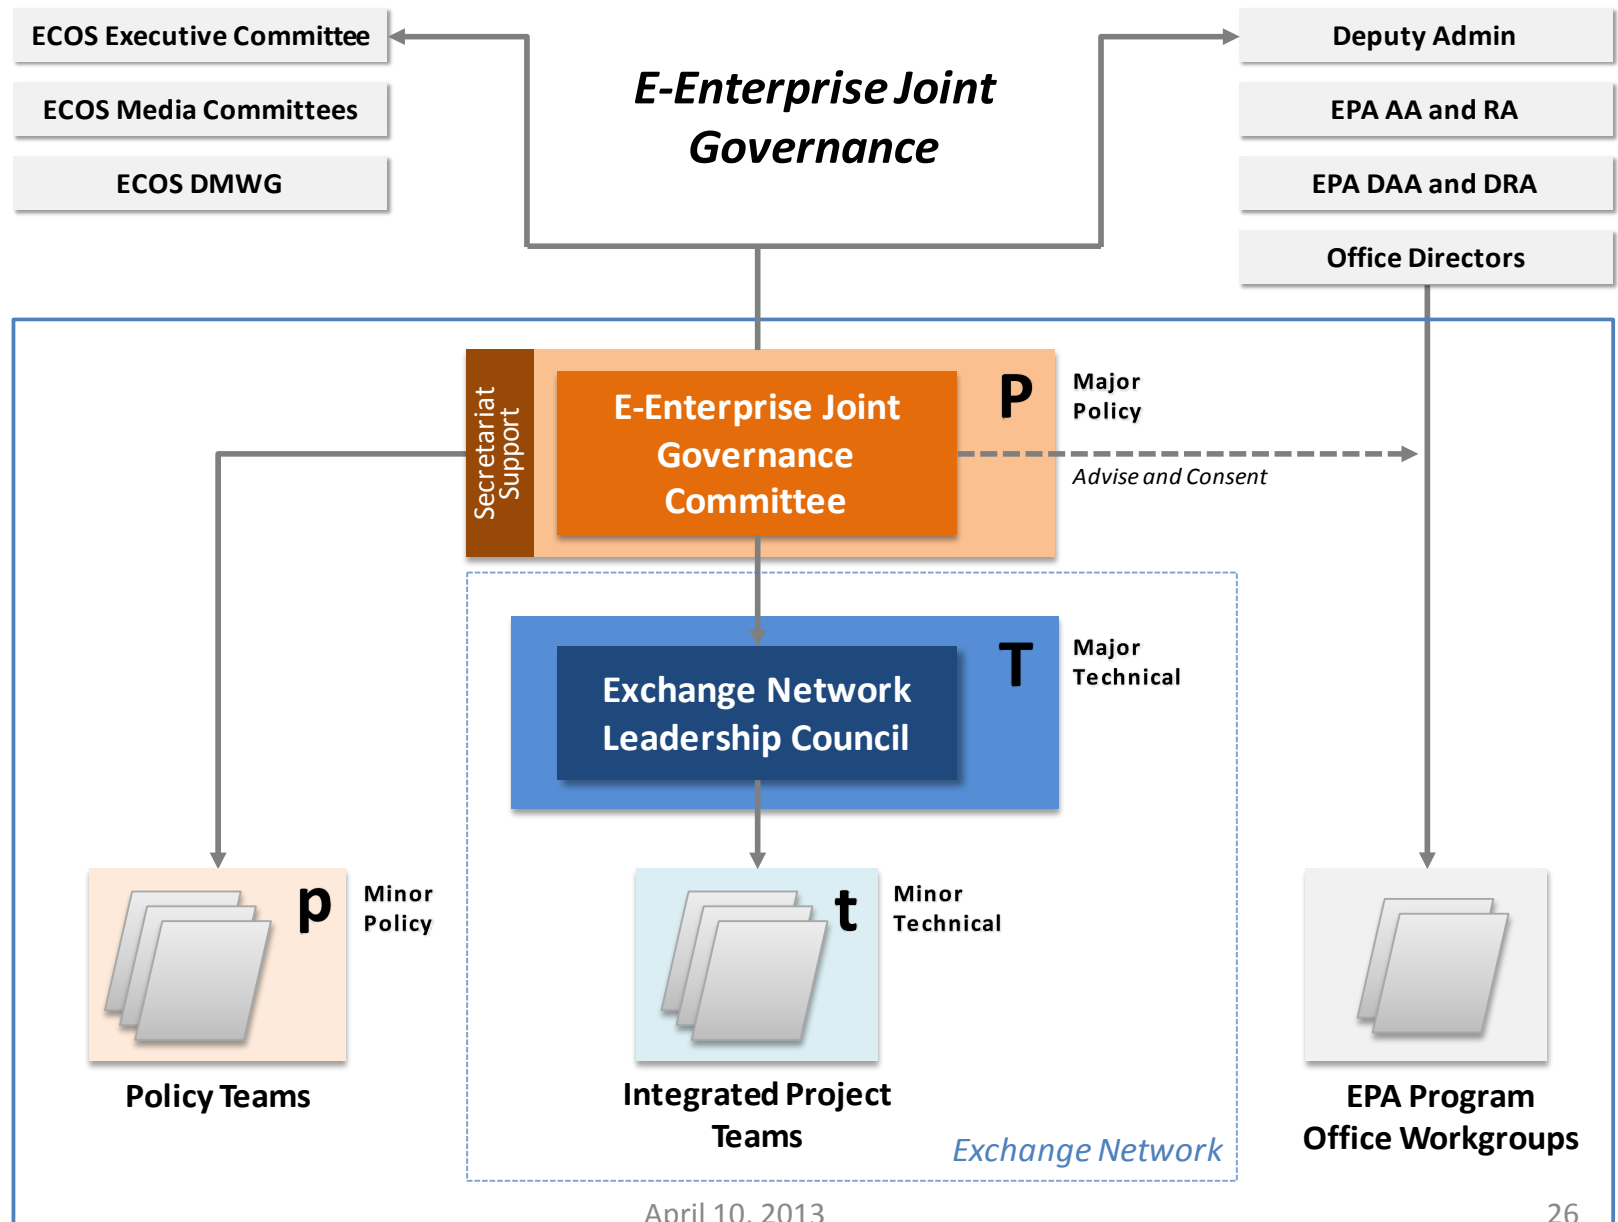 ECOS Executive Committee
ECOS Media Committees
ECOS DMWG
E-Enterprise Joint
Governance
Deputy Admin
EPA AA and RA
EPA DAA and DRA
Office Directors
Secretariat
Support
E-Enterprise Joint
Governance
Committee
P
Major
Policy
Advise and Consent
Exchange Network
Leadership Council
T
Major
Technical
p
Minor
Policy
Policy Teams
t
Minor
Technical
Integrated Project
Teams
Exchange Network
EPA Program
Office Workgroups
April 10, 2013
26